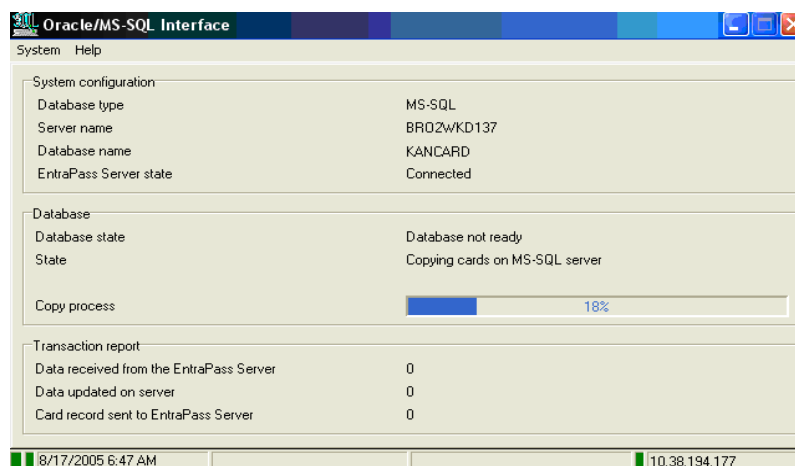 Oracle/MS-SQL Interface
System Help
System configuration
Database type MS-SQL
Server name BRO2WKD137
Database name KANCARD
EntraPass Server state Connected
Database
Database state Database not ready
State Copying cards on MS-SQL server
Copy process 18%
Transaction report
Data received from the EntraPass Server 0
Data updated on server 0
Card record sent to EntraPass Server 0
8/17/2005 6:47 AM 10.38.194.177